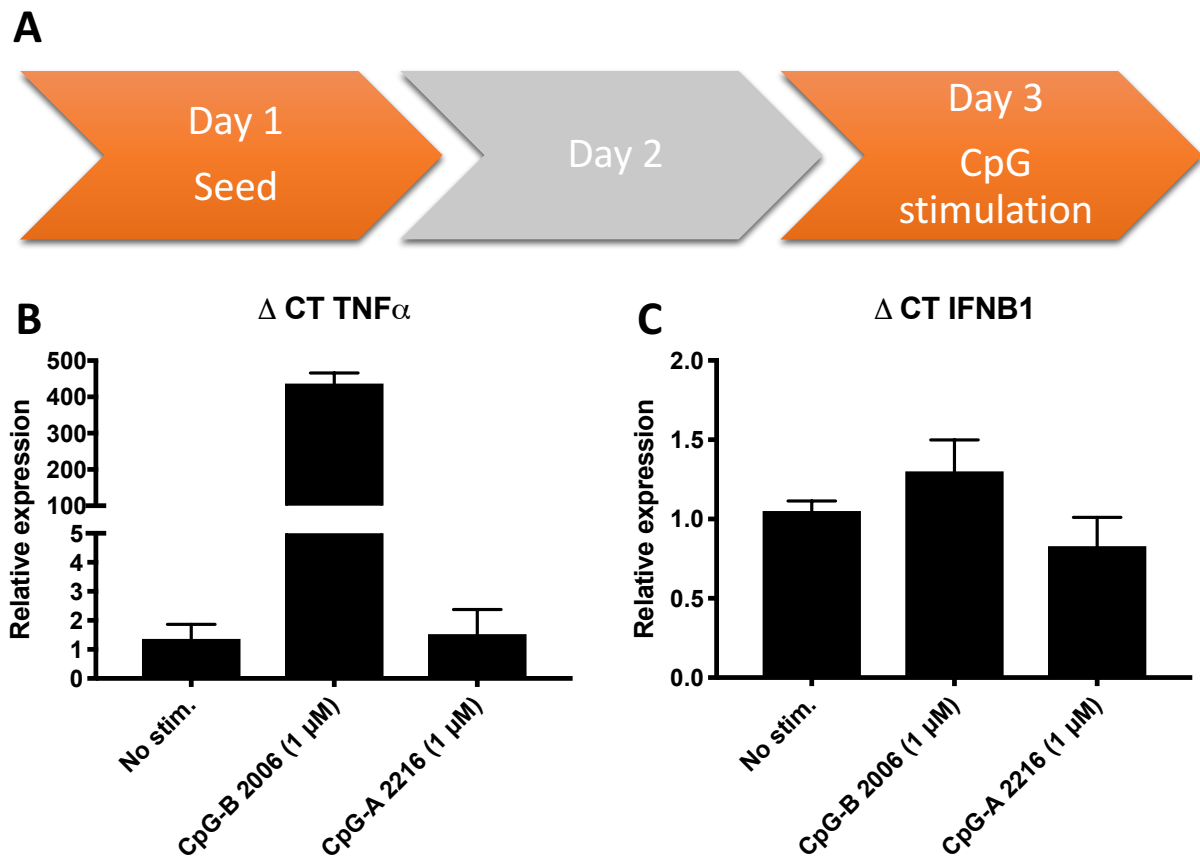 A
Day 1
Seed
Day 2
Day 3
CpG
stimulation
B
Δ CT TNFα
Relative expression
500
400
300
200
100
5
4
3
2
1
0
No stim.
CpG-B 2006 (1 µM)
CpG-A 2216 (1 µM)
C
Δ CT IFNB1
Relative expression
2.0
1.5
1.0
0.5
0.0
No stim.
CpG-B 2006 (1 µM)
CpG-A 2216 (1 µM)